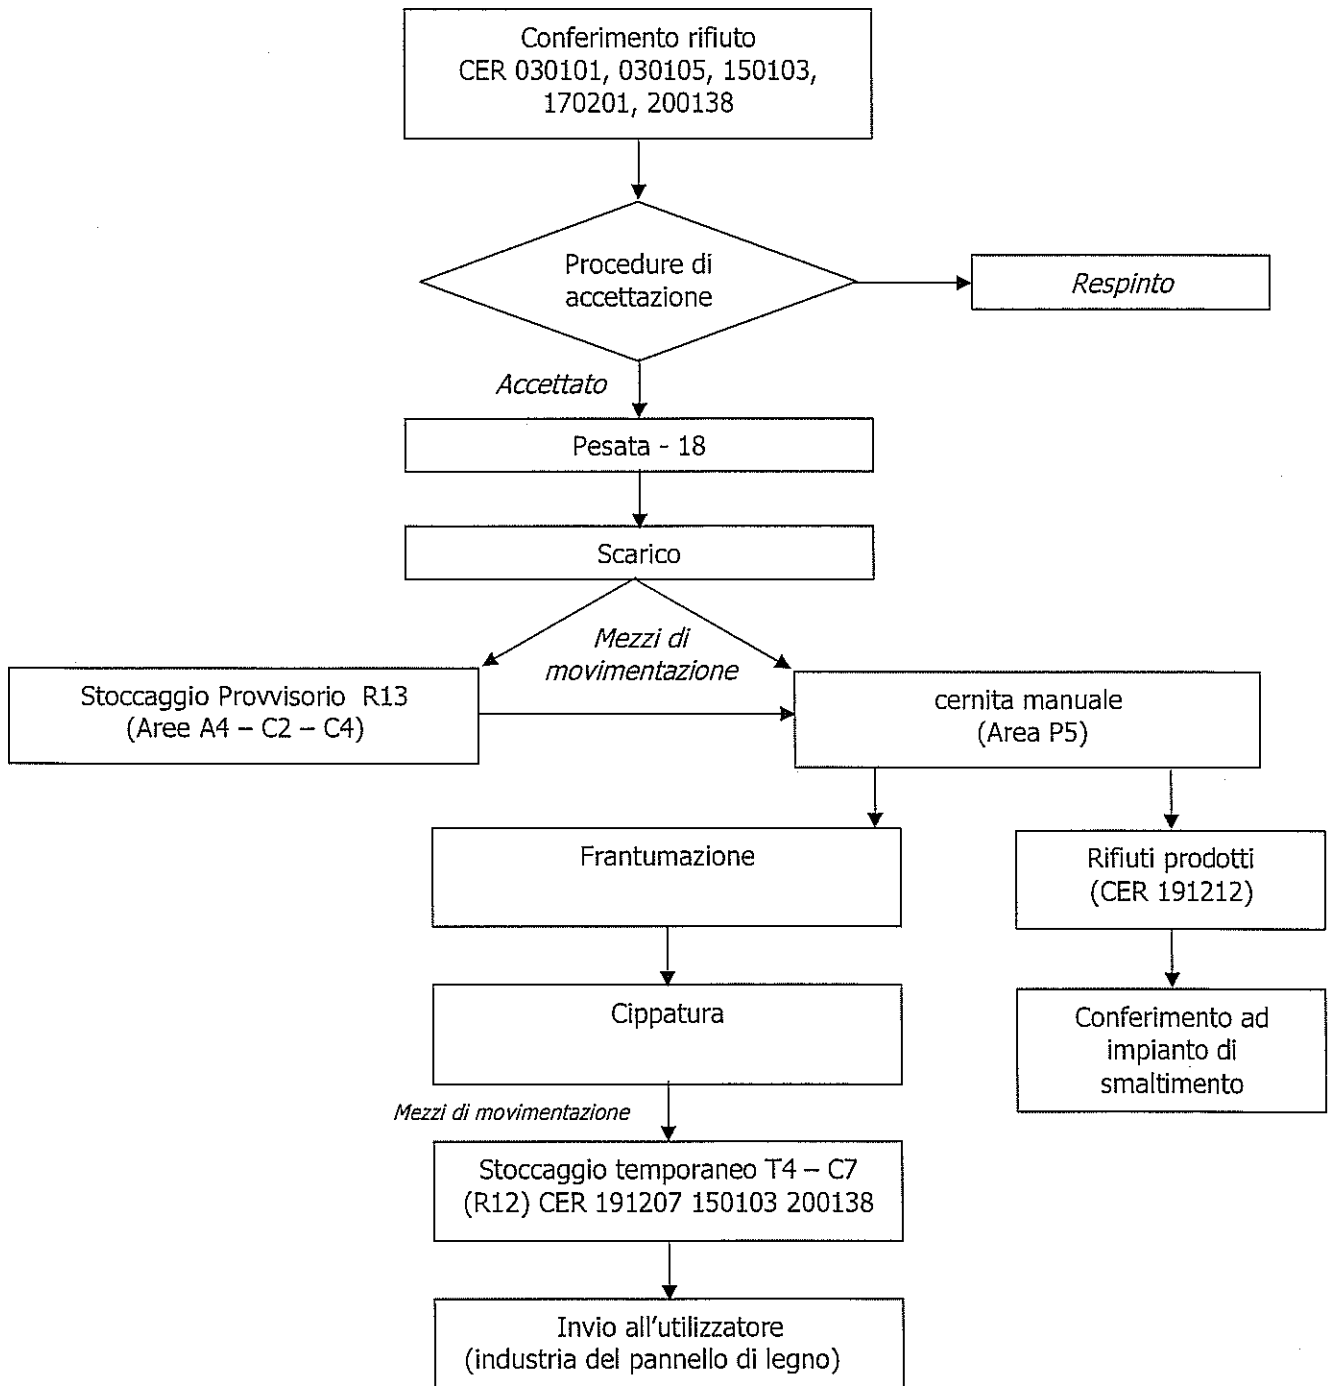 Conferimento rifiuto
CER 030101, 030105, 150103,
170201, 200138
Procedure di
accettazione
Respinto
Accettato
Pesata - 18
Scarico
Mezzi di
movimentazione
Stoccaggio Provvisorio R13
(Aree A4 – C2 – C4)
cernita manuale
(Area P5)
Frantumazione
Rifiuti prodotti
(CER 191212)
Cippatura
Conferimento ad
impianto di
smaltimento
Mezzi di movimentazione
Stoccaggio temporaneo T4 – C7
(R12) CER 191207 150103 200138
Invio all'utilizzatore
(industria del pannello di legno)